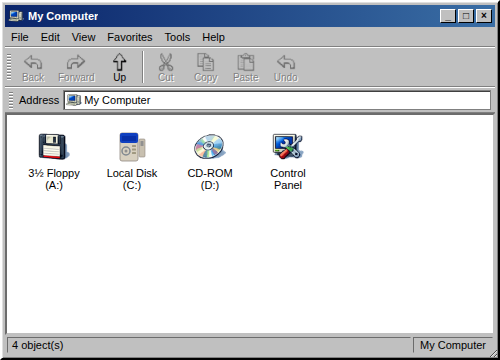 My Computer
File Edit View Favorites Tools Help
Back Forward Up Cut Copy Paste Undo
Address My Computer
3½ Floppy (A:)
Local Disk (C:)
CD-ROM (D:)
Control Panel
4 object(s) My Computer